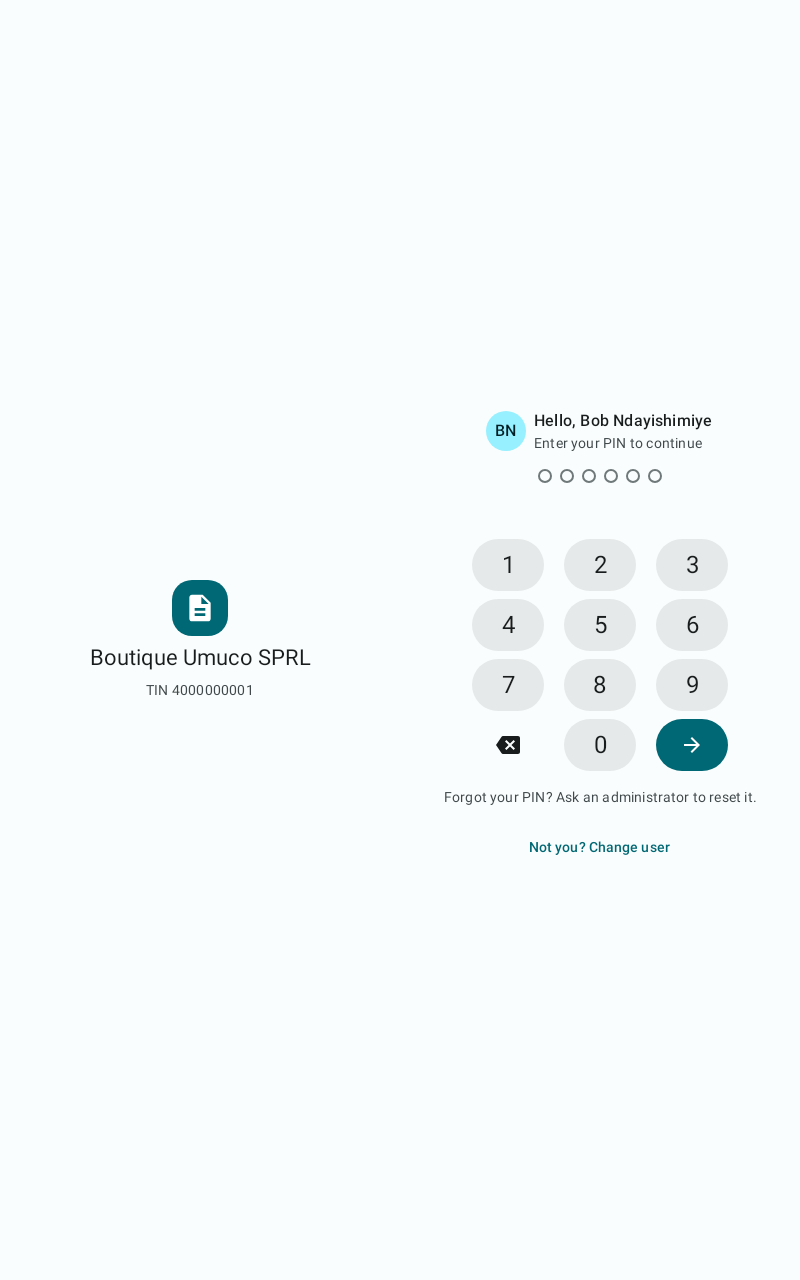 Boutique Umuco SPRL
TIN 4000000001
BN
Hello, Bob Ndayishimiye
Enter your PIN to continue
1 2 3
4 5 6
7 8 9
0
Forgot your PIN? Ask an administrator to reset it.
Not you? Change user